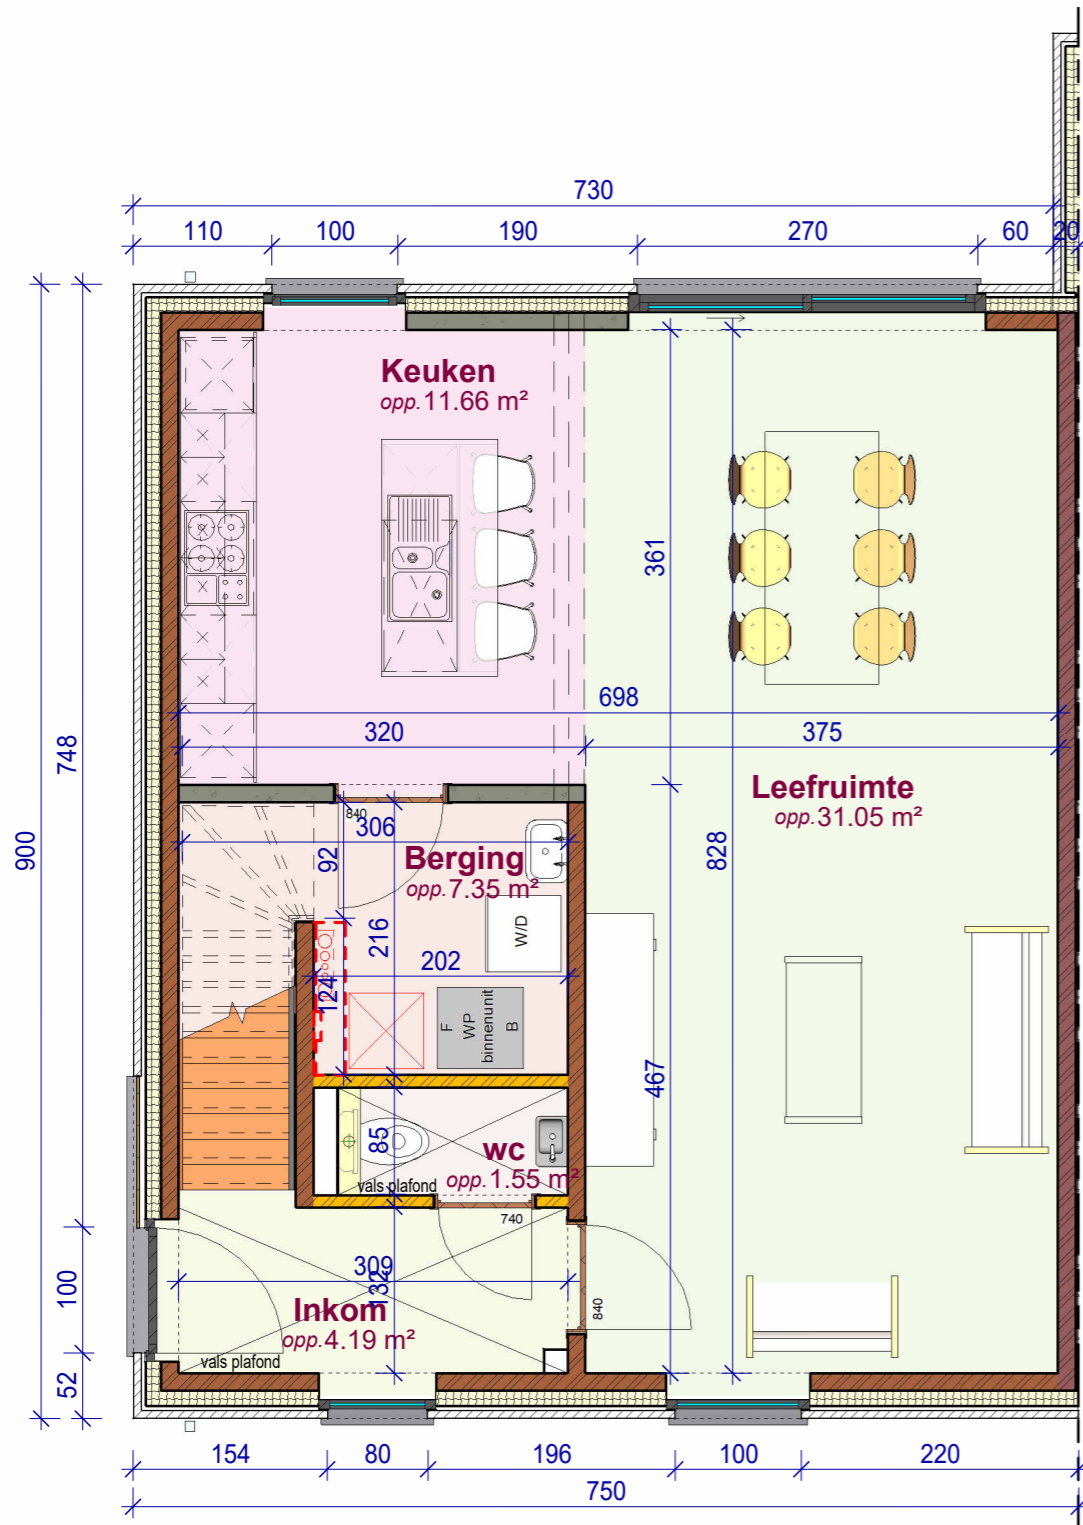 730
110 100 190 270 60 20
Keuken
opp. 11.66 m²
361
698
320 375
748
900
Leefruimte
opp. 31.05 m²
828
840
306
92
Berging
opp. 7.35 m²
216
W/D
202
124
F
WP
binnenunit
B
467
85
wc
opp. 1.55 m²
vals plafond
740
309
132
Inkom
opp. 4.19 m²
840
vals plafond
100
52
154 80 196 100 220
750